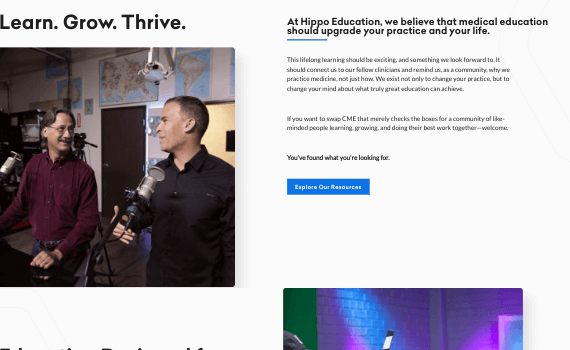 Learn. Grow. Thrive.
At Hippo Education, we believe that medical education
should upgrade your practice and your life.
This lifelong learning should be exciting, and something we look forward to. It
should connect us to our fellow clinicians and remind us, as a community, why we
practice medicine, not just how. We exist not only to change your practice, but to
change your mind about what truly great education can achieve.
If you want to swap CME that merely checks the boxes for a community of like-
minded people learning, growing, and doing their best work together—welcome.
You've found what you're looking for.
Explore Our Resources